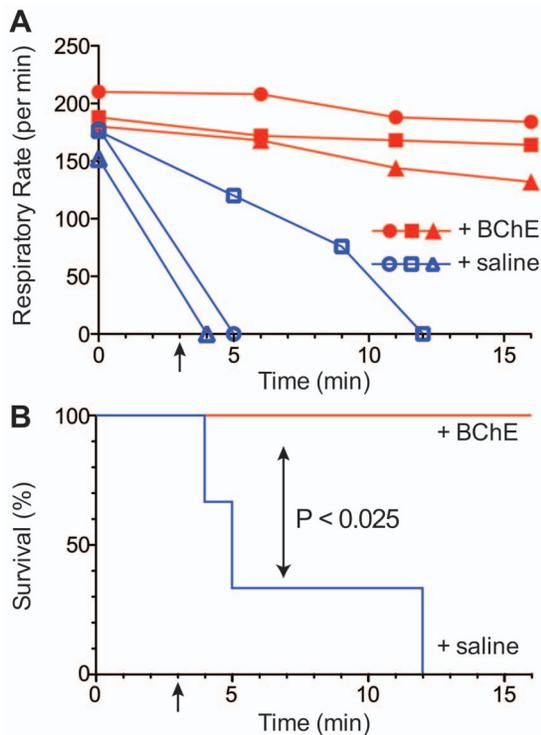 A
Respiratory Rate (per min)
250
200
150
100
50
0
+ BChE
+ saline
0 5 10 15
Time (min)
B
Survival (%)
100
50
0
+ BChE
P < 0.025
+ saline
0 5 10 15
Time (min)